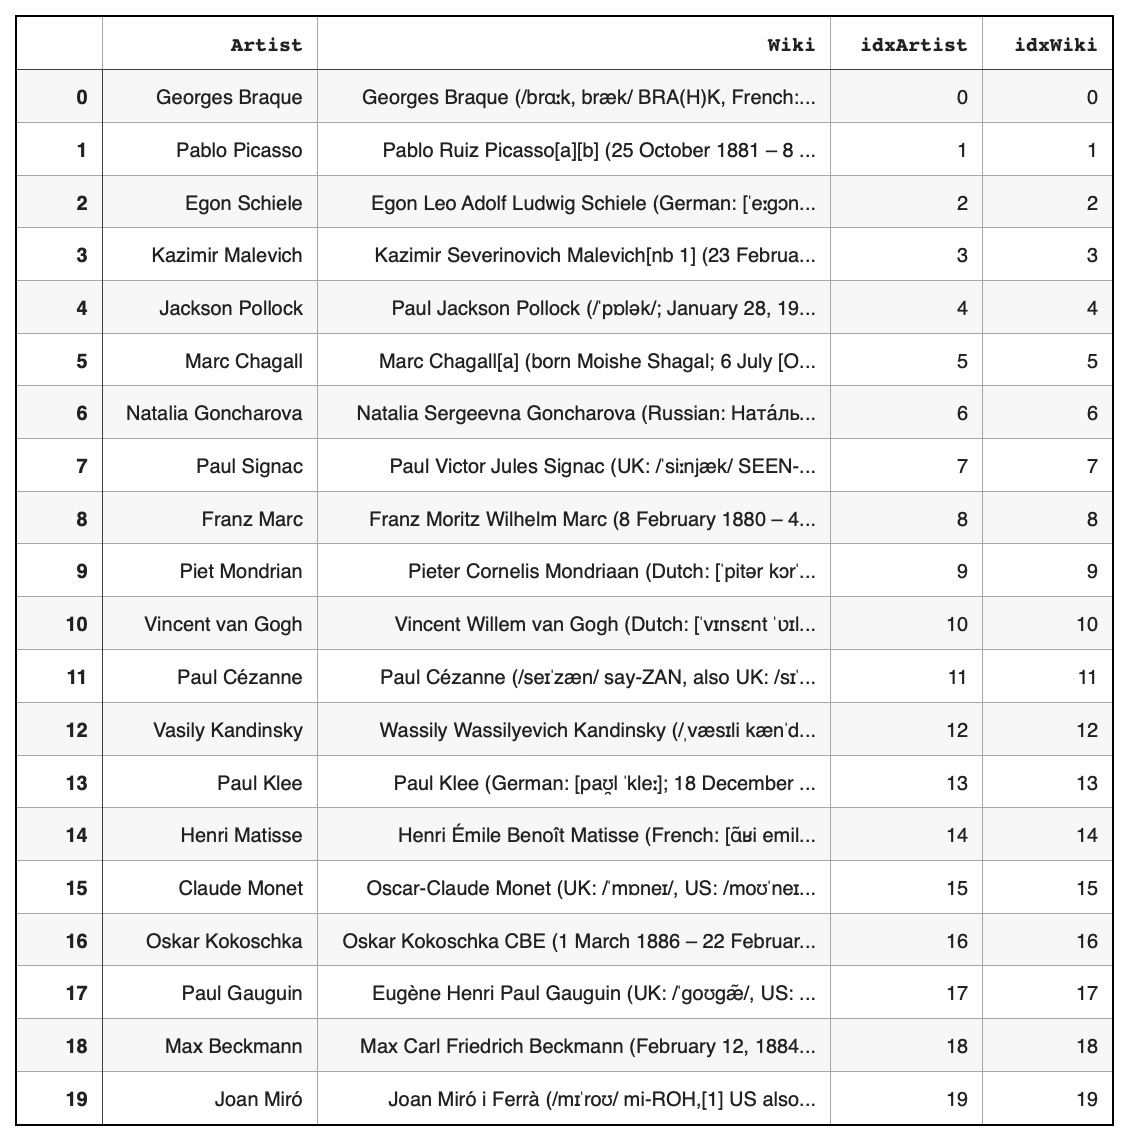 Artist Wiki idxArtist idxWiki
0 Georges Braque Georges Braque (/brɑːk, bræk/ BRA(H)K, French:... 0 0
1 Pablo Picasso Pablo Ruiz Picasso[a][b] (25 October 1881 – 8 ... 1 1
2 Egon Schiele Egon Leo Adolf Ludwig Schiele (German: [ˈeːɡɔn... 2 2
3 Kazimir Malevich Kazimir Severinovich Malevich[nb 1] (23 Februa... 3 3
4 Jackson Pollock Paul Jackson Pollock (/ˈpɒlək/; January 28, 19... 4 4
5 Marc Chagall Marc Chagall[a] (born Moishe Shagal; 6 July [O... 5 5
6 Natalia Goncharova Natalia Sergeevna Goncharova (Russian: Ната́ль... 6 6
7 Paul Signac Paul Victor Jules Signac (UK: /ˈsiːnjæk/ SEEN-... 7 7
8 Franz Marc Franz Moritz Wilhelm Marc (8 February 1880 – 4... 8 8
9 Piet Mondrian Pieter Cornelis Mondriaan (Dutch: [ˈpitər kɔrˈ... 9 9
10 Vincent van Gogh Vincent Willem van Gogh (Dutch: [ˈvɪnsɛnt ˈʋɪl... 10 10
11 Paul Cézanne Paul Cézanne (/seɪˈzæn/ say-ZAN, also UK: /sɪˈ... 11 11
12 Vasily Kandinsky Wassily Wassilyevich Kandinsky (/ˌvæsɪli kænˈd... 12 12
13 Paul Klee Paul Klee (German: [paʊ̯l ˈkleː]; 18 December ... 13 13
14 Henri Matisse Henri Émile Benoît Matisse (French: [ɑ̃ʁi emil... 14 14
15 Claude Monet Oscar-Claude Monet (UK: /ˈmɒneɪ/, US: /moʊˈneɪ... 15 15
16 Oskar Kokoschka Oskar Kokoschka CBE (1 March 1886 – 22 Februar... 16 16
17 Paul Gauguin Eugène Henri Paul Gauguin (UK: /ˈɡoʊɡæ̃/, US: ... 17 17
18 Max Beckmann Max Carl Friedrich Beckmann (February 12, 1884... 18 18
19 Joan Miró Joan Miró i Ferrà (/mɪˈroʊ/ mi-ROH,[1] US also... 19 19